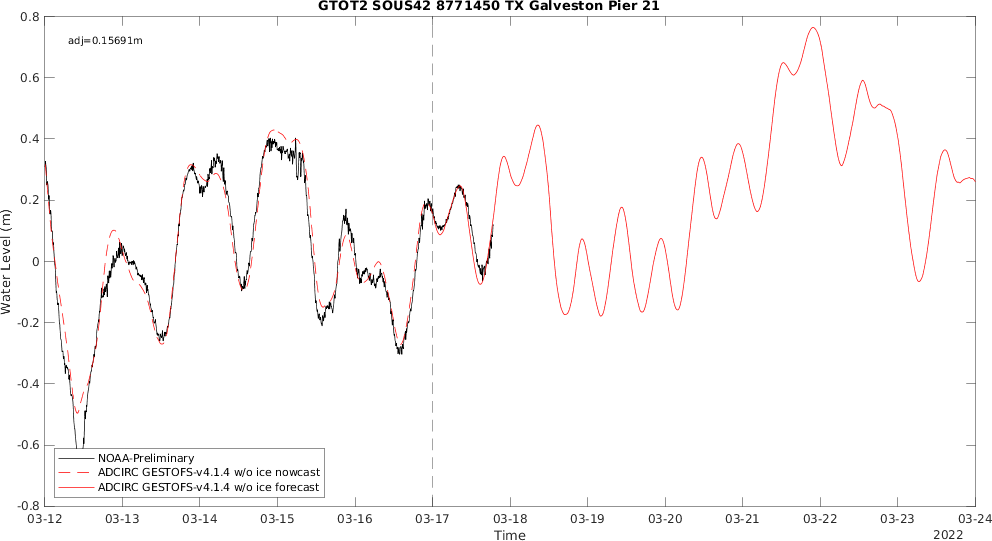 GTOT2 SOUS42 8771450 TX Galveston Pier 21
adj=0.15691m
0.8
0.6
0.4
0.2
0
-0.2
-0.4
-0.6
-0.8
Water Level (m)
NOAA-Preliminary
ADCIRC GESTOFS-v4.1.4 w/o ice nowcast
ADCIRC GESTOFS-v4.1.4 w/o ice forecast
03-12 03-13 03-14 03-15 03-16 03-17 03-18 03-19 03-20 03-21 03-22 03-23 03-24
Time
2022